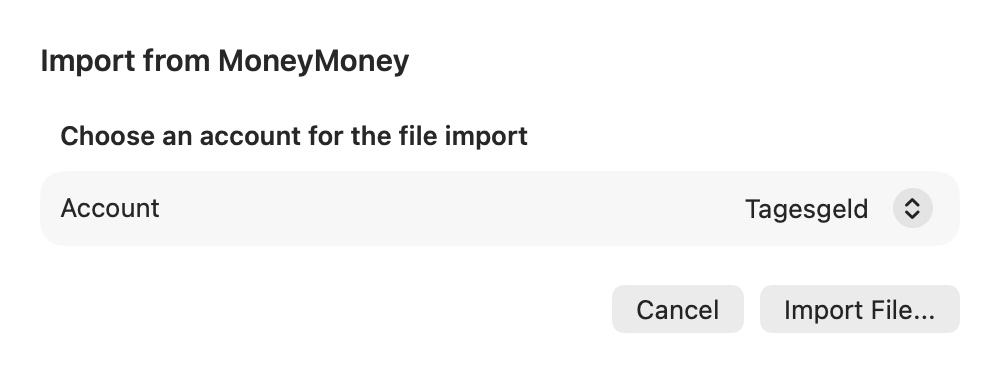 Import from MoneyMoney
Choose an account for the file import
Account Tagesgeld
Cancel Import File...